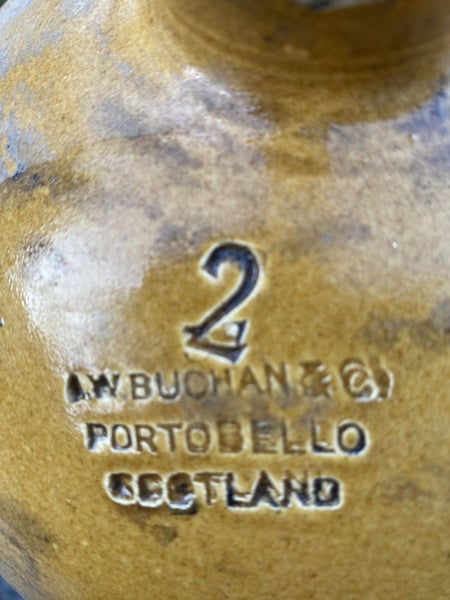 2
A.W. BUCHAN & Co.
PORTOBELLO
SCOTLAND